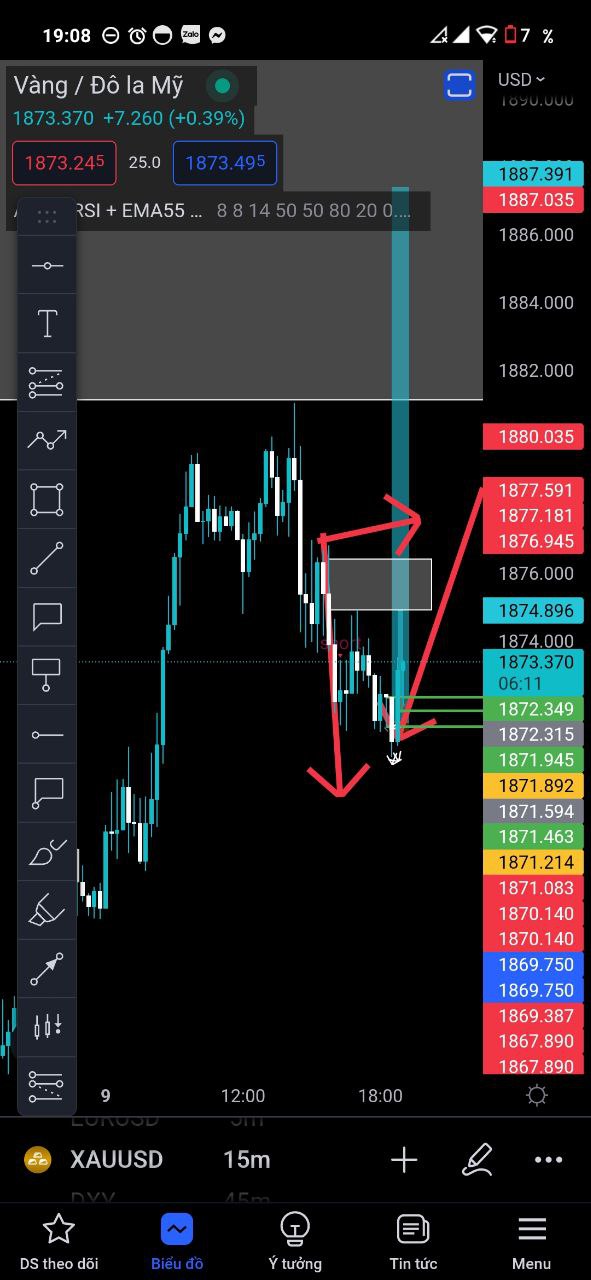 19:08 Zalo 7 %
Vàng / Đô la Mỹ
USD
1890.000
1873.370 +7.260 (+0.39%)
1873.245 25.0 1873.495
RSI + EMA55 ... 8 8 14 50 50 80 20 0....
1887.391
1887.035
1886.000
1884.000
1882.000
1880.035
1877.591
1877.181
1876.945
1876.000
1874.896
1874.000
1873.370
06:11
1872.349
1872.315
1871.945
1871.892
1871.594
1871.463
1871.214
1871.083
1870.140
1870.140
1869.750
1869.750
1869.387
1867.890
1867.890
T
9 12:00 18:00
EURUSD 5m
XAUUSD 15m
DXY 45m
DS theo dõi Biểu đồ Ý tưởng Tin tức Menu